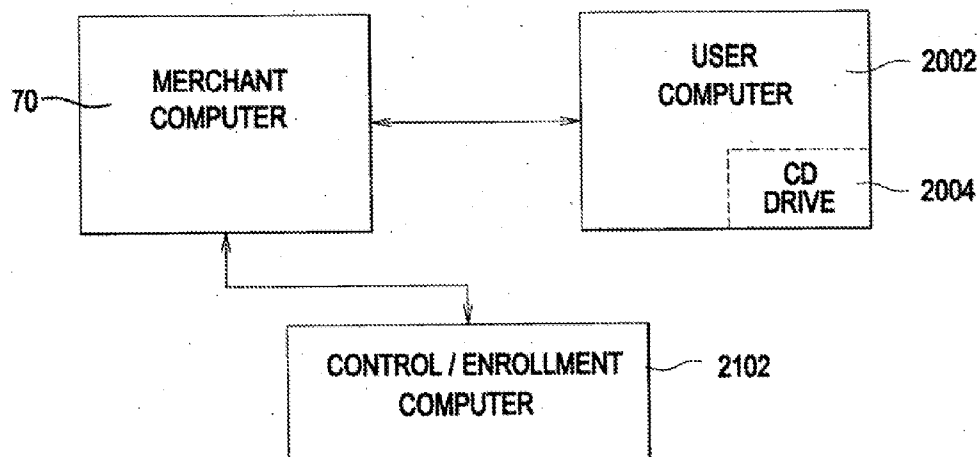 MERCHANT
COMPUTER
70
USER
COMPUTER
2002
CD
DRIVE
2004
CONTROL / ENROLLMENT
COMPUTER
2102